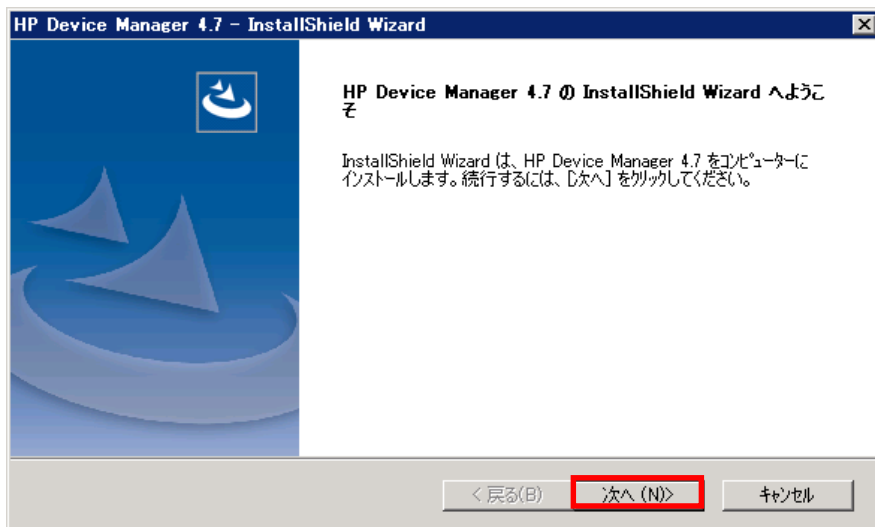 HP Device Manager 4.7 - InstallShield Wizard
HP Device Manager 4.7 の InstallShield Wizard へようこ
そ
InstallShield Wizard は、HP Device Manager 4.7 をコンピューターに
インストールします。続行するには、[次へ] をクリックしてください。
< 戻る(B)
次へ (N)>
キャンセル